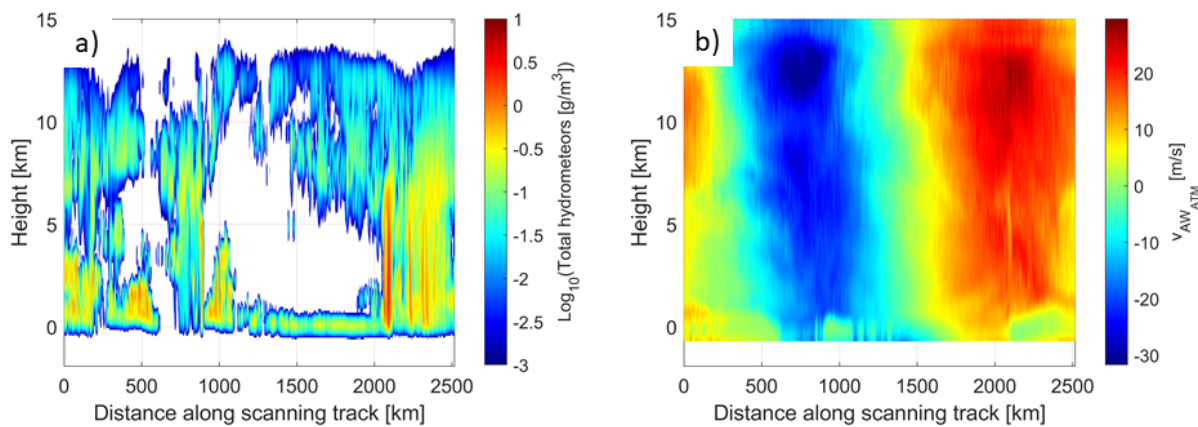 a)
15
10
5
0
Height [km]
0 500 1000 1500 2000 2500
Distance along scanning track [km]
1
0.5
0
-0.5
-1
-1.5
-2
-2.5
-3
Log10(Total hydrometeors [g/m3])
b)
15
10
5
0
Height [km]
0 500 1000 1500 2000 2500
Distance along scanning track [km]
20
10
0
-10
-20
-30
vAWATM [m/s]